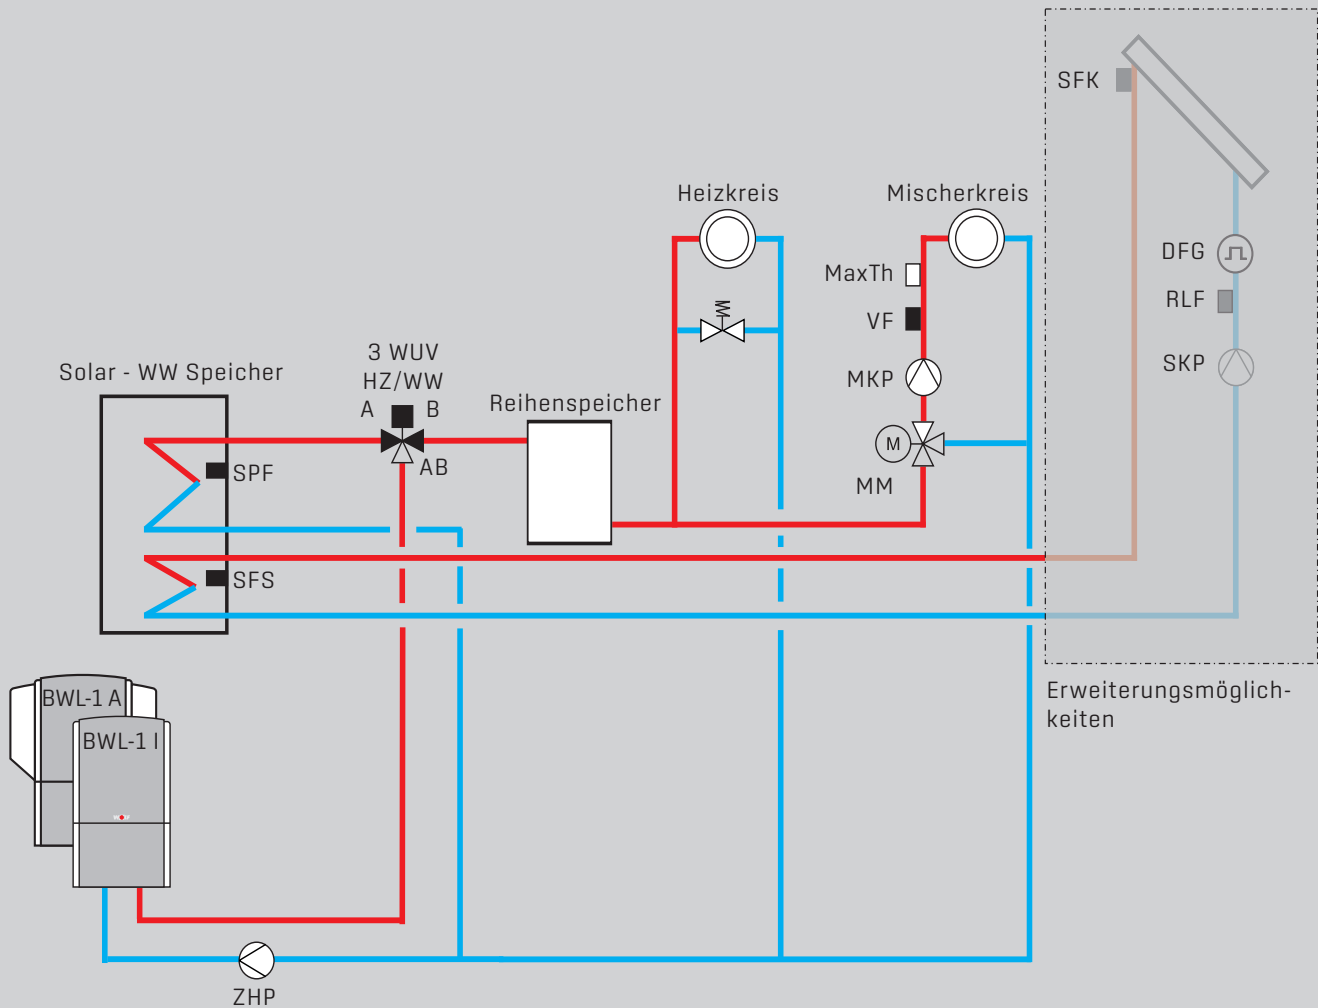 SFK
Heizkreis
Mischerkreis
DFG
MaxTh
RLF
VF
3 WUV
HZ/WW
A
B
AB
Solar - WW Speicher
MKP
SKP
Reihenspeicher
M
MM
SPF
SFS
BWL-1 A
BWL-1 I
Erweiterungsmöglich-
keiten
ZHP